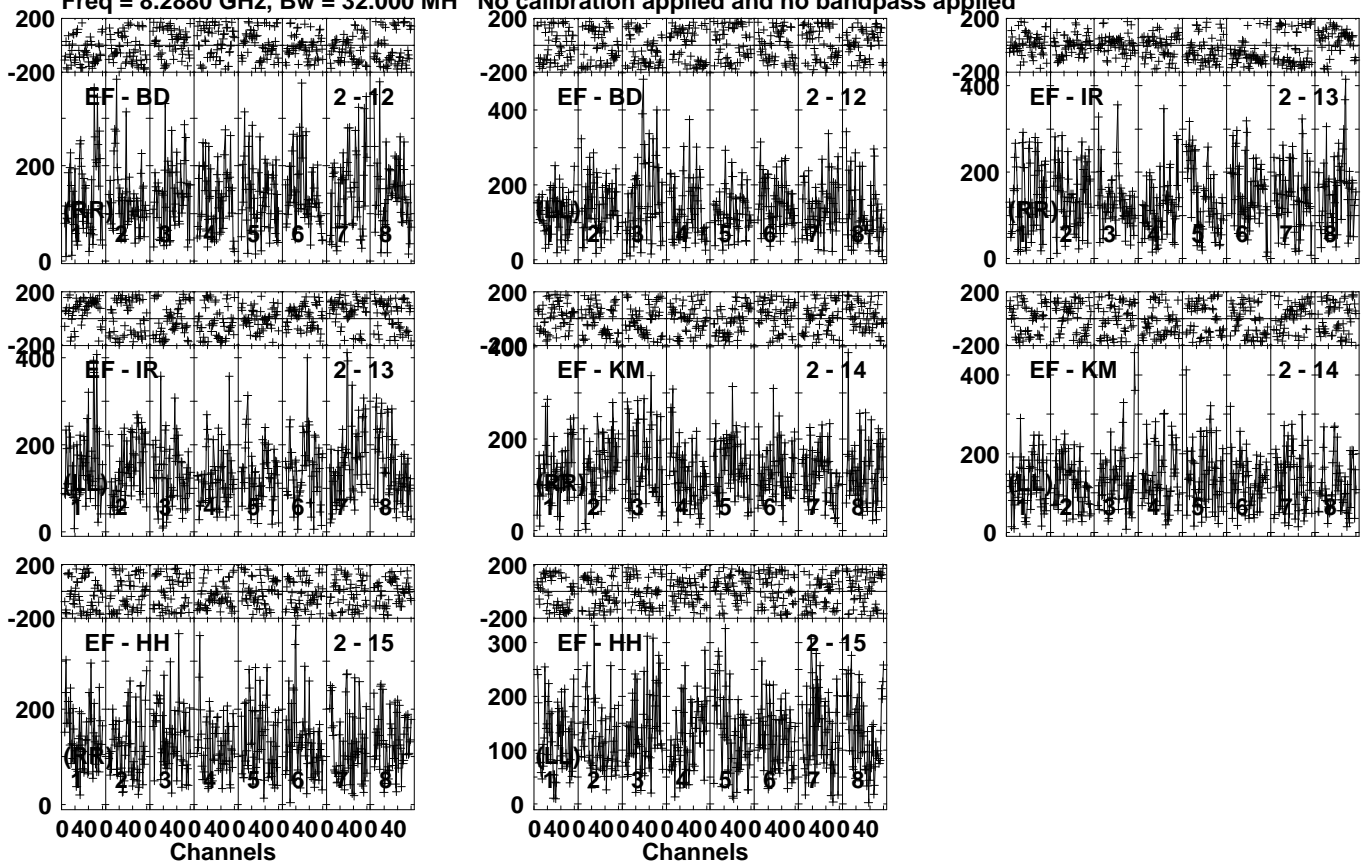 Freq = 8.2880 GHz, Bw = 32.000 MH No calibration applied and no bandpass applied
200 200 200
-200 -200 -200
EF - BD 2 - 12 400 EF - BD 2 - 12 400 EF - IR 2 - 13
200 200 200
(RR) (LL) (RR)
1 2 3 4 5 6 7 8 1 2 3 4 5 6 7 8 1 2 3 4 5 6 7 8
0 0 0
200 200 200
-200 -200 -200
400 EF - IR 2 - 13 400 EF - KM 2 - 14 400 EF - KM 2 - 14
200 200 200
(LL) (RR) (LL)
1 2 3 4 5 6 7 8 1 2 3 4 5 6 7 8 1 2 3 4 5 6 7 8
0 0 0
200 200
-200 -200
EF - HH 2 - 15 300 EF - HH 2 - 15
200 200
(RR) 100 (LL)
1 2 3 4 5 6 7 8 1 2 3 4 5 6 7 8
0 0
0 40 0 40 0 40 0 40 0 40 0 40 0 40 0 40 0 40 0 40 0 40 0 40 0 40 0 40 0 40 0 40
Channels Channels